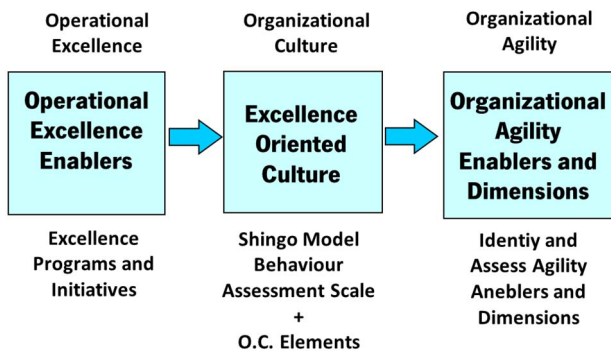 Operational
Excellence
Organizational
Culture
Organizational
Agility
Operational
Excellence
Enablers
Excellence
Oriented
Culture
Organizational
Agility
Enablers and
Dimensions
Excellence
Programs and
Initiatives
Shingo Model
Behaviour
Assessment Scale
+
O.C. Elements
Identiy and
Assess Agility
Aneblers and
Dimensions